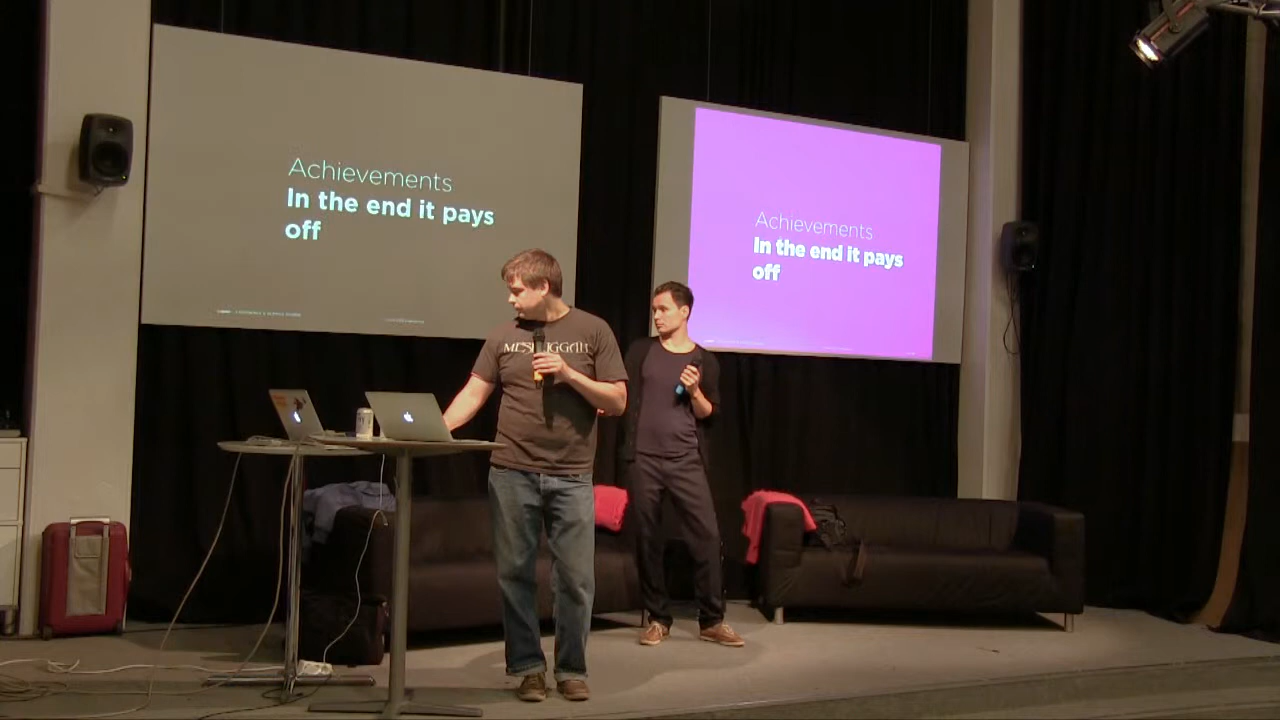 Achievements
In the end it pays
off
Achievements
In the end it pays
off
MESHUGGAH